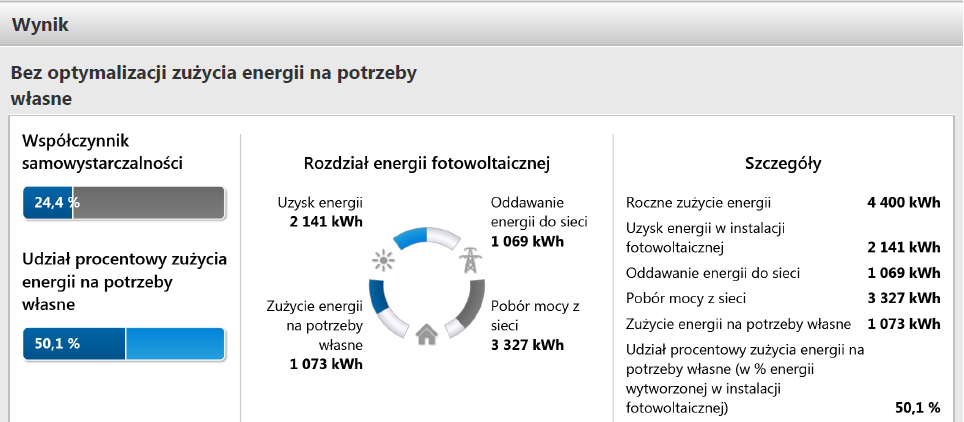 Wynik
Bez optymalizacji zużycia energii na potrzeby
własne
Współczynnik
samowystarczalności
24,4 %
Udział procentowy zużycia
energii na potrzeby
własne
50,1 %
Rozdział energii fotowoltaicznej
Uzysk energii
2 141 kWh
Oddawanie
energii do sieci
1 069 kWh
Zużycie energii
na potrzeby
własne
1 073 kWh
Pobór mocy z
sieci
3 327 kWh
Szczegóły
Roczne zużycie energii 4 400 kWh
Uzysk energii w instalacji
fotowoltaicznej 2 141 kWh
Oddawanie energii do sieci 1 069 kWh
Pobór mocy z sieci 3 327 kWh
Zużycie energii na potrzeby własne 1 073 kWh
Udział procentowy zużycia energii na
potrzeby własne (w % energii
wytworzonej w instalacji
fotowoltaicznej) 50,1 %